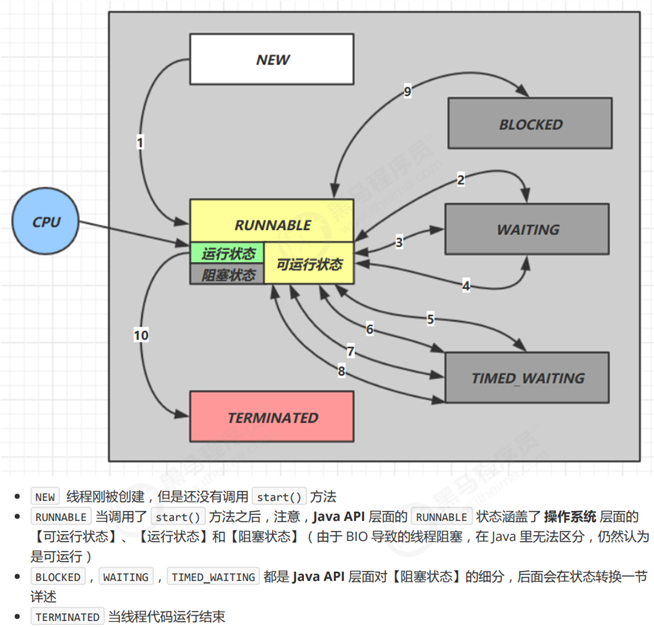 NEW
9
BLOCKED
1
2
RUNNABLE
WAITING
CPU
3
运行状态
可运行状态
阻塞状态
4
5
6
10
7
8
TIMED_WAITING
TERMINATED
黑马程序员
• NEW 线程刚被创建，但是还没有调用 start() 方法
• RUNNABLE 当调用了 start() 方法之后，注意，Java API 层面的 RUNNABLE 状态涵盖了 操作系统 层面的
【可运行状态】、【运行状态】和【阻塞状态】（由于 BIO 导致的线程阻塞，在 Java 里无法区分，仍然认为
是可运行）
• BLOCKED ， WAITING ， TIMED_WAITING 都是 Java API 层面对【阻塞状态】的细分，后面会在状态转换一节
详述
• TERMINATED 当线程代码运行结束